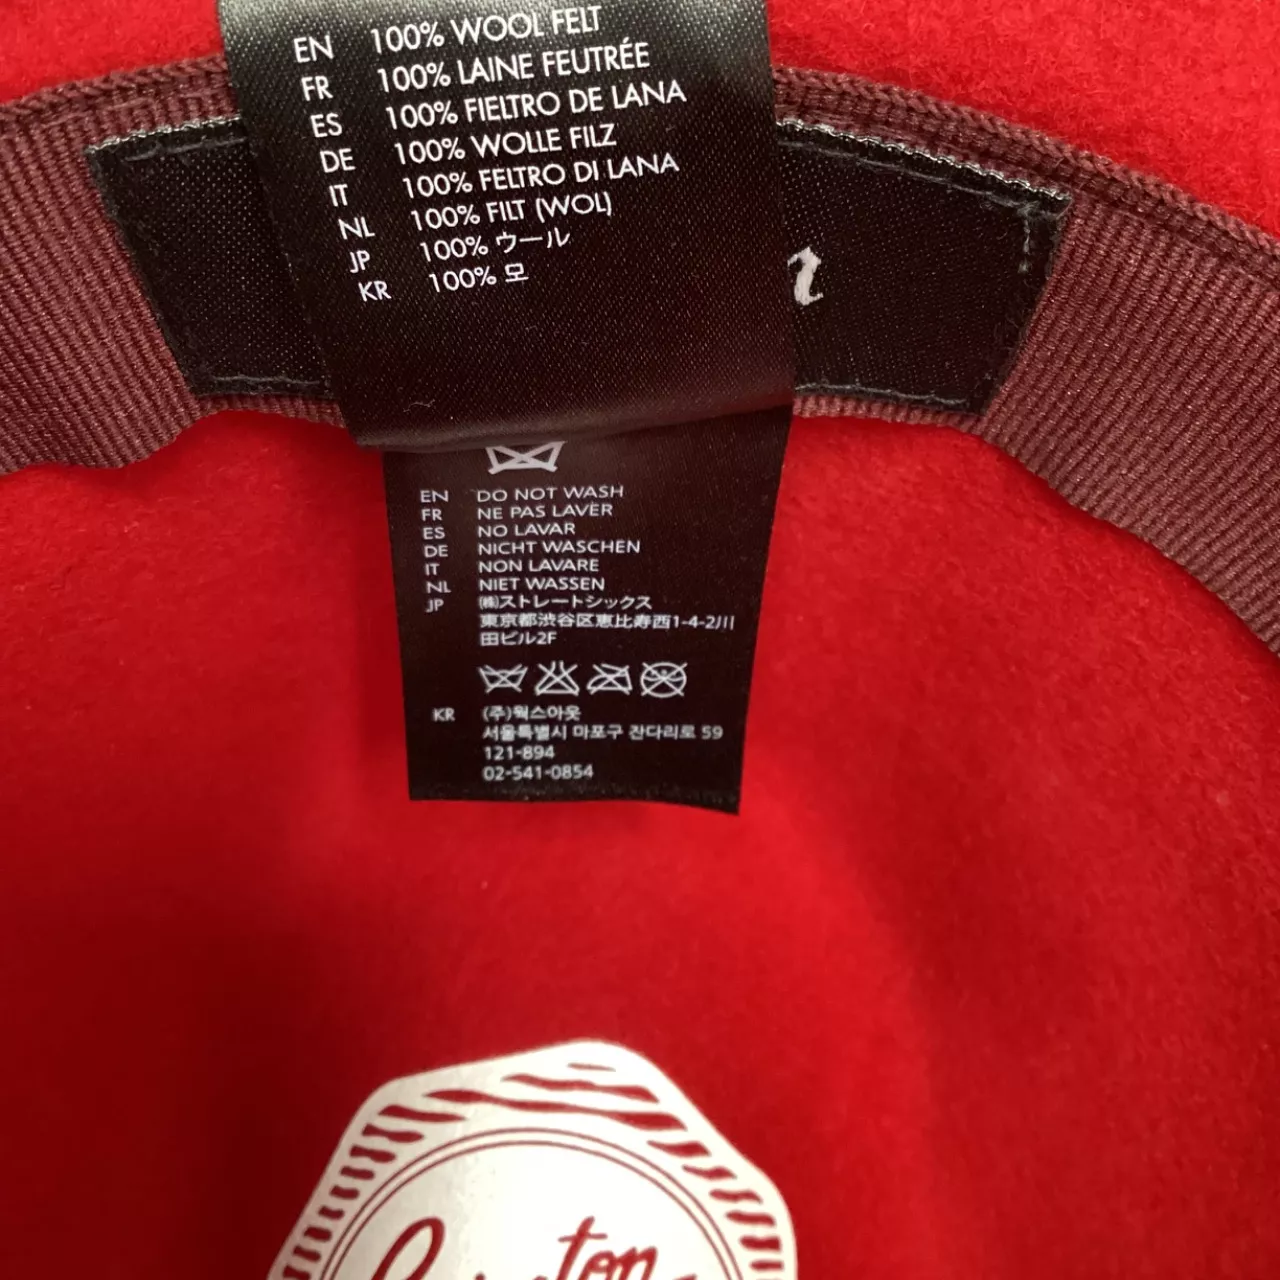 EN 100% WOOL FELT
FR 100% LAINE FEUTRÉE
ES 100% FIELTRO DE LANA
DE 100% WOLLE FILZ
IT 100% FELTRO DI LANA
NL 100% FILT (WOL)
JP 100% ウール
KR 100% 모
EN DO NOT WASH
FR NE PAS LAVER
ES NO LAVAR
DE NICHT WASCHEN
IT NON LAVARE
NL NIET WASSEN
JP ㈱ストレートシックス
東京都渋谷区恵比寿西1-4-2川
田ビル2F
KR (주)웍스아웃
서울특별시 마포구 잔다리로 59
121-894
02-541-0854